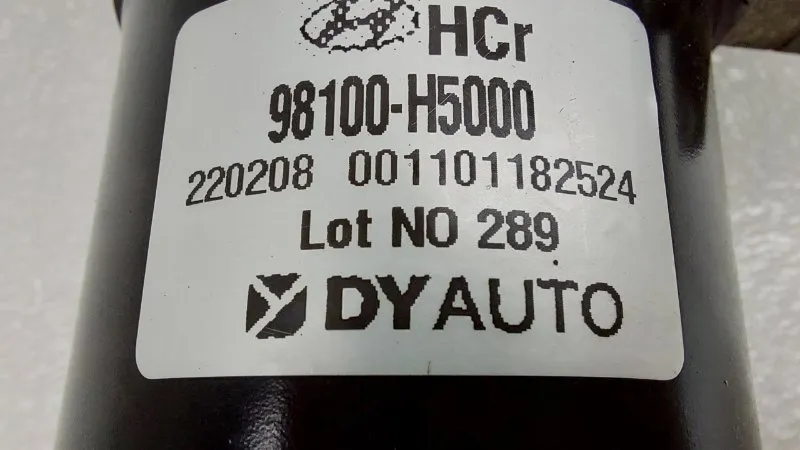 HCr
98100-H5000
220208 001101182524
Lot NO 289
DYAUTO